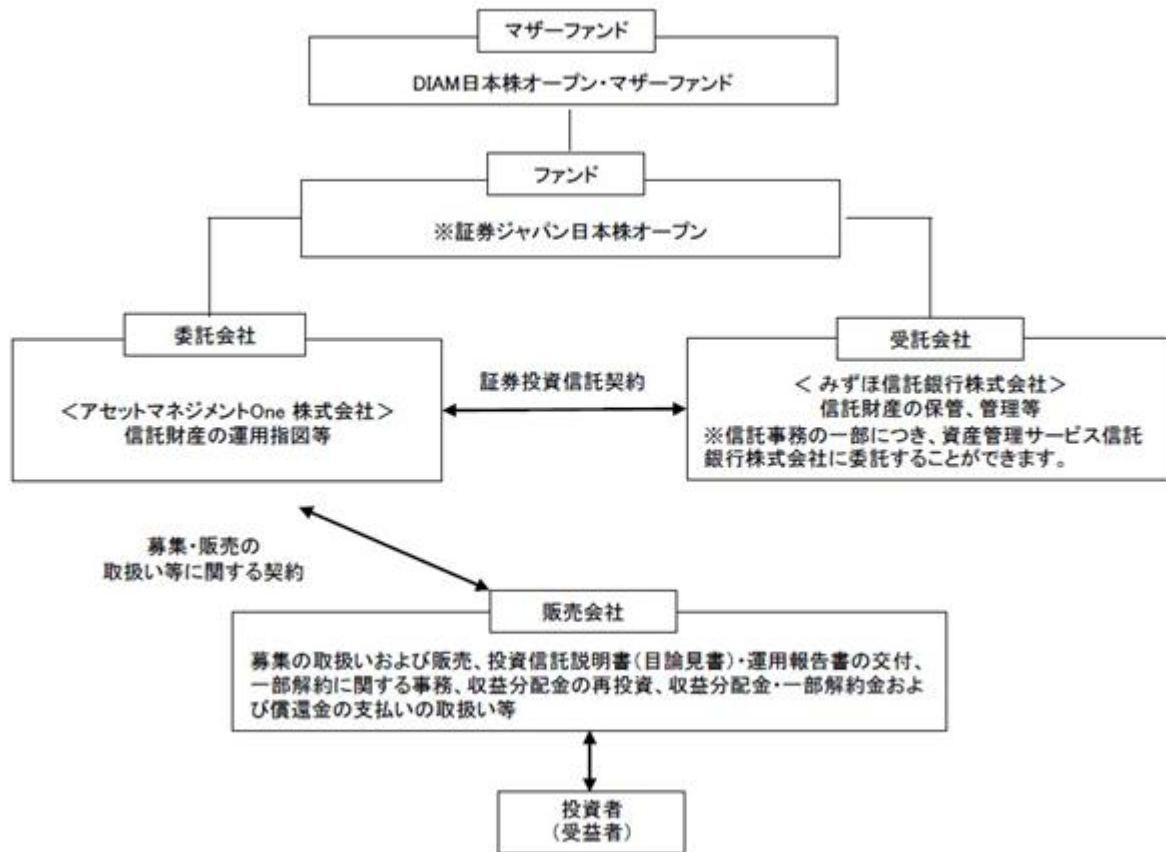 マザーファンド
DIAM日本株オープン・マザーファンド
ファンド
※証券ジャパン日本株オープン
委託会社
＜アセットマネジメントOne 株式会社＞
信託財産の運用指図等
証券投資信託契約
受託会社
＜ みずほ信託銀行株式会社＞
信託財産の保管、管理等
※信託事務の一部につき、資産管理サービス信託
銀行株式会社に委託することができます。
募集・販売の
取扱い等に関する契約
販売会社
募集の取扱いおよび販売、投資信託説明書（目論見書）・運用報告書の交付、
一部解約に関する事務、収益分配金の再投資、収益分配金・一部解約金およ
び償還金の支払いの取扱い等
投資者
（受益者）